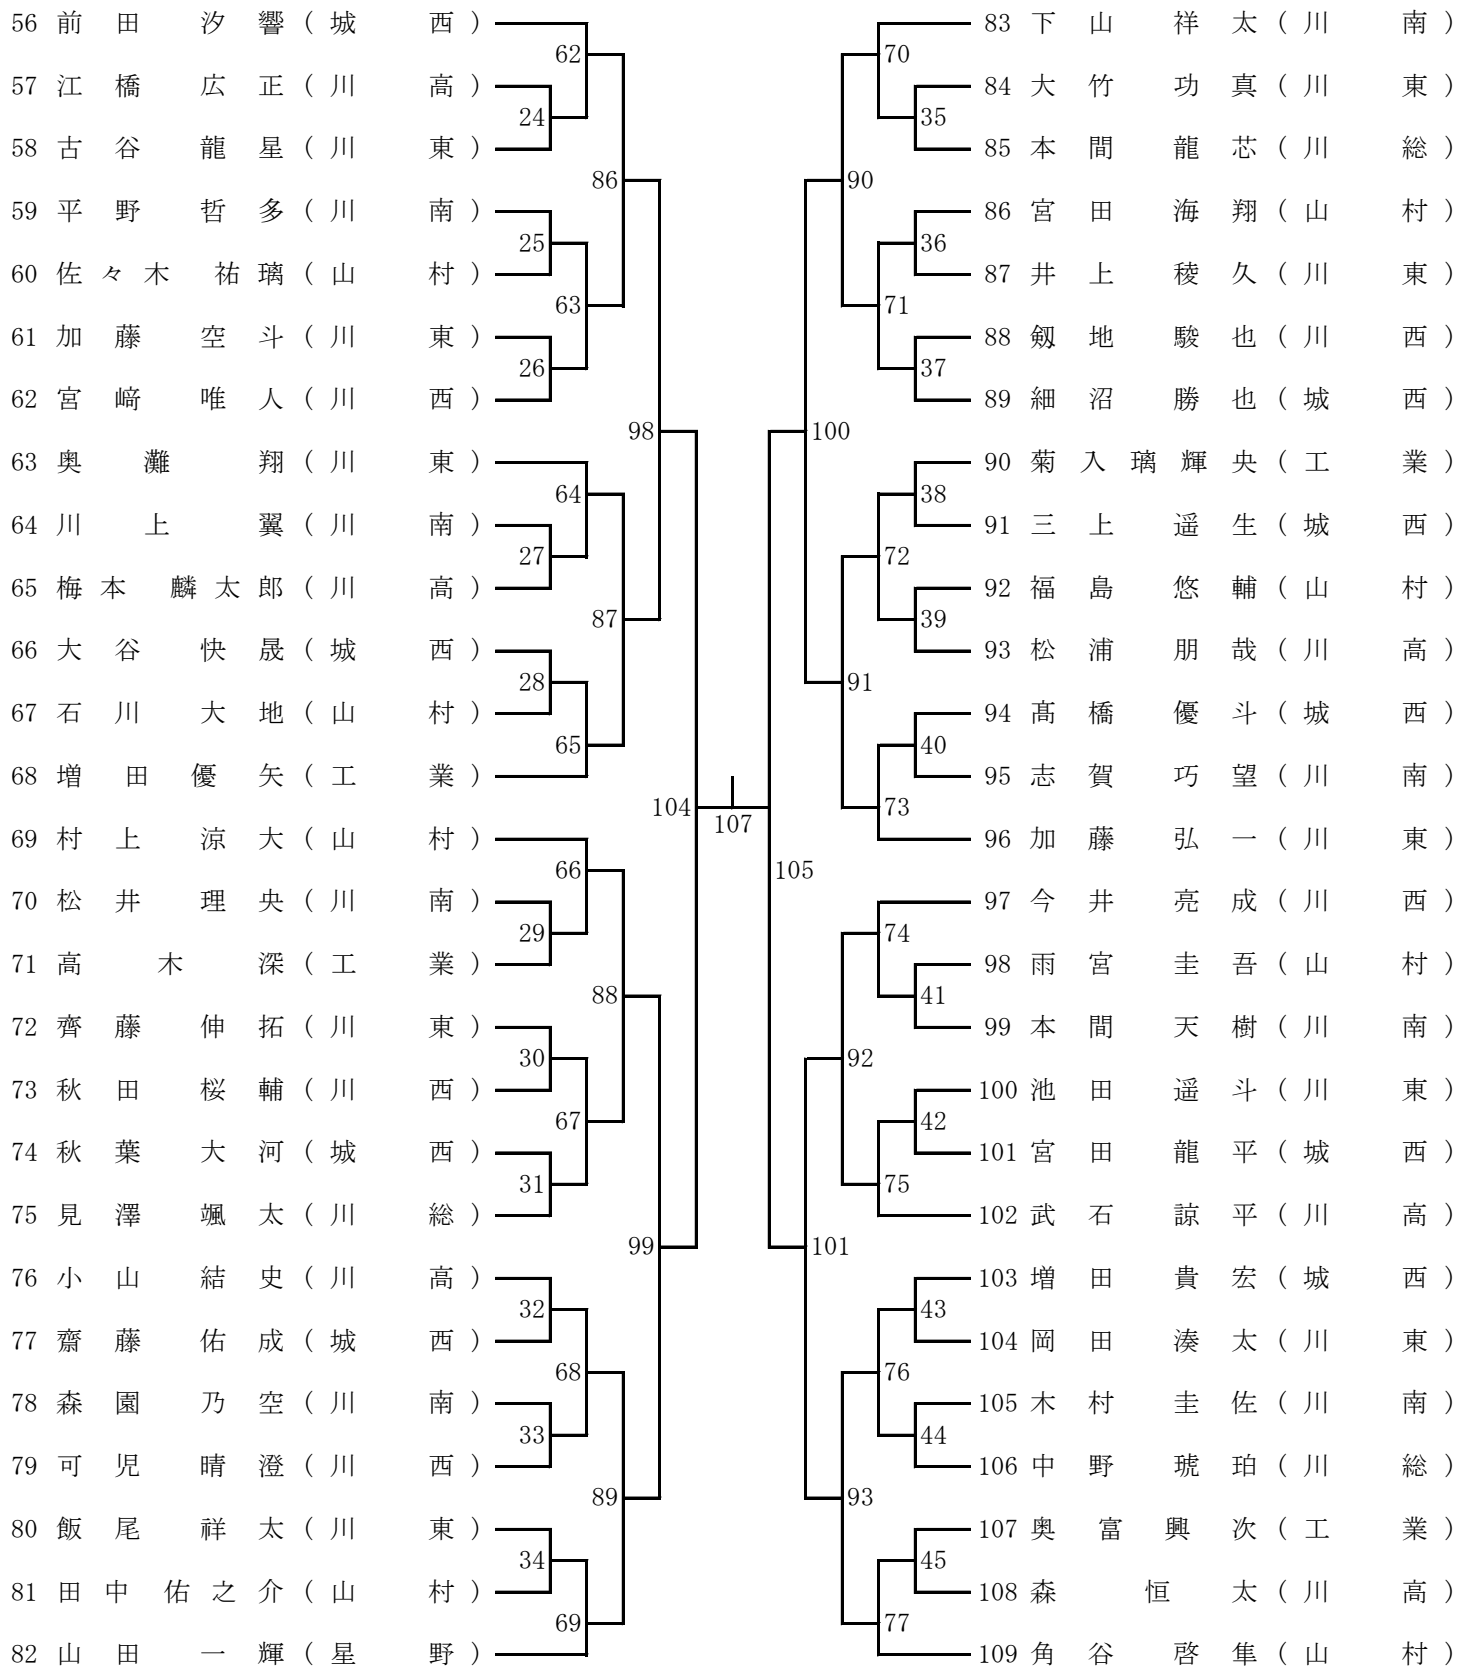 56 前田 汐響 (城西)
62
57 江橋 広正 (川高)
24
58 古谷 龍星 (川東)
86
59 平野 哲多 (川南)
25
60 佐々木 祐璃 (山村)
63
61 加藤 空斗 (川東)
26
62 宮﨑 唯人 (川西)
98
63 奥灘 翔 (川東)
64
64 川上 翼 (川南)
27
65 梅本 麟太郎 (川高)
87
66 大谷 快晟 (城西)
28
67 石川 大地 (山村)
65
68 増田 優矢 (工業)
104
69 村上 涼大 (山村)
66
70 松井 理央 (川南)
29
71 高木 深 (工業)
88
72 齊藤 伸拓 (川東)
30
73 秋田 桜輔 (川西)
67
74 秋葉 大河 (城西)
31
75 見澤 颯太 (川総)
99
76 小山 結史 (川高)
32
77 齋藤 佑成 (城西)
68
78 森園 乃空 (川南)
33
79 可児 晴澄 (川西)
89
80 飯尾 祥太 (川東)
34
81 田中 佑之介 (山村)
69
82 山田 一輝 (星野)
107
83 下山 祥太 (川南)
70
84 大竹 功真 (川東)
35
85 本間 龍芯 (川総)
90
86 宮田 海翔 (山村)
36
87 井上 稜久 (川東)
71
88 剱地 駿也 (川西)
37
89 細沼 勝也 (城西)
100
90 菊入 璃輝央 (工業)
38
91 三上 遥生 (城西)
72
92 福島 悠輔 (山村)
39
93 松浦 朋哉 (川高)
91
94 髙橋 優斗 (城西)
40
95 志賀 巧望 (川南)
73
96 加藤 弘一 (川東)
105
97 今井 亮成 (川西)
74
98 雨宮 圭吾 (山村)
41
99 本間 天樹 (川南)
92
100 池田 遥斗 (川東)
42
101 宮田 龍平 (城西)
75
102 武石 諒平 (川高)
101
103 増田 貴宏 (城西)
43
104 岡田 湊太 (川東)
76
105 木村 圭佐 (川南)
44
106 中野 琥珀 (川総)
93
107 奥富 興次 (工業)
45
108 森 恒太 (川高)
77
109 角谷 啓隼 (山村)